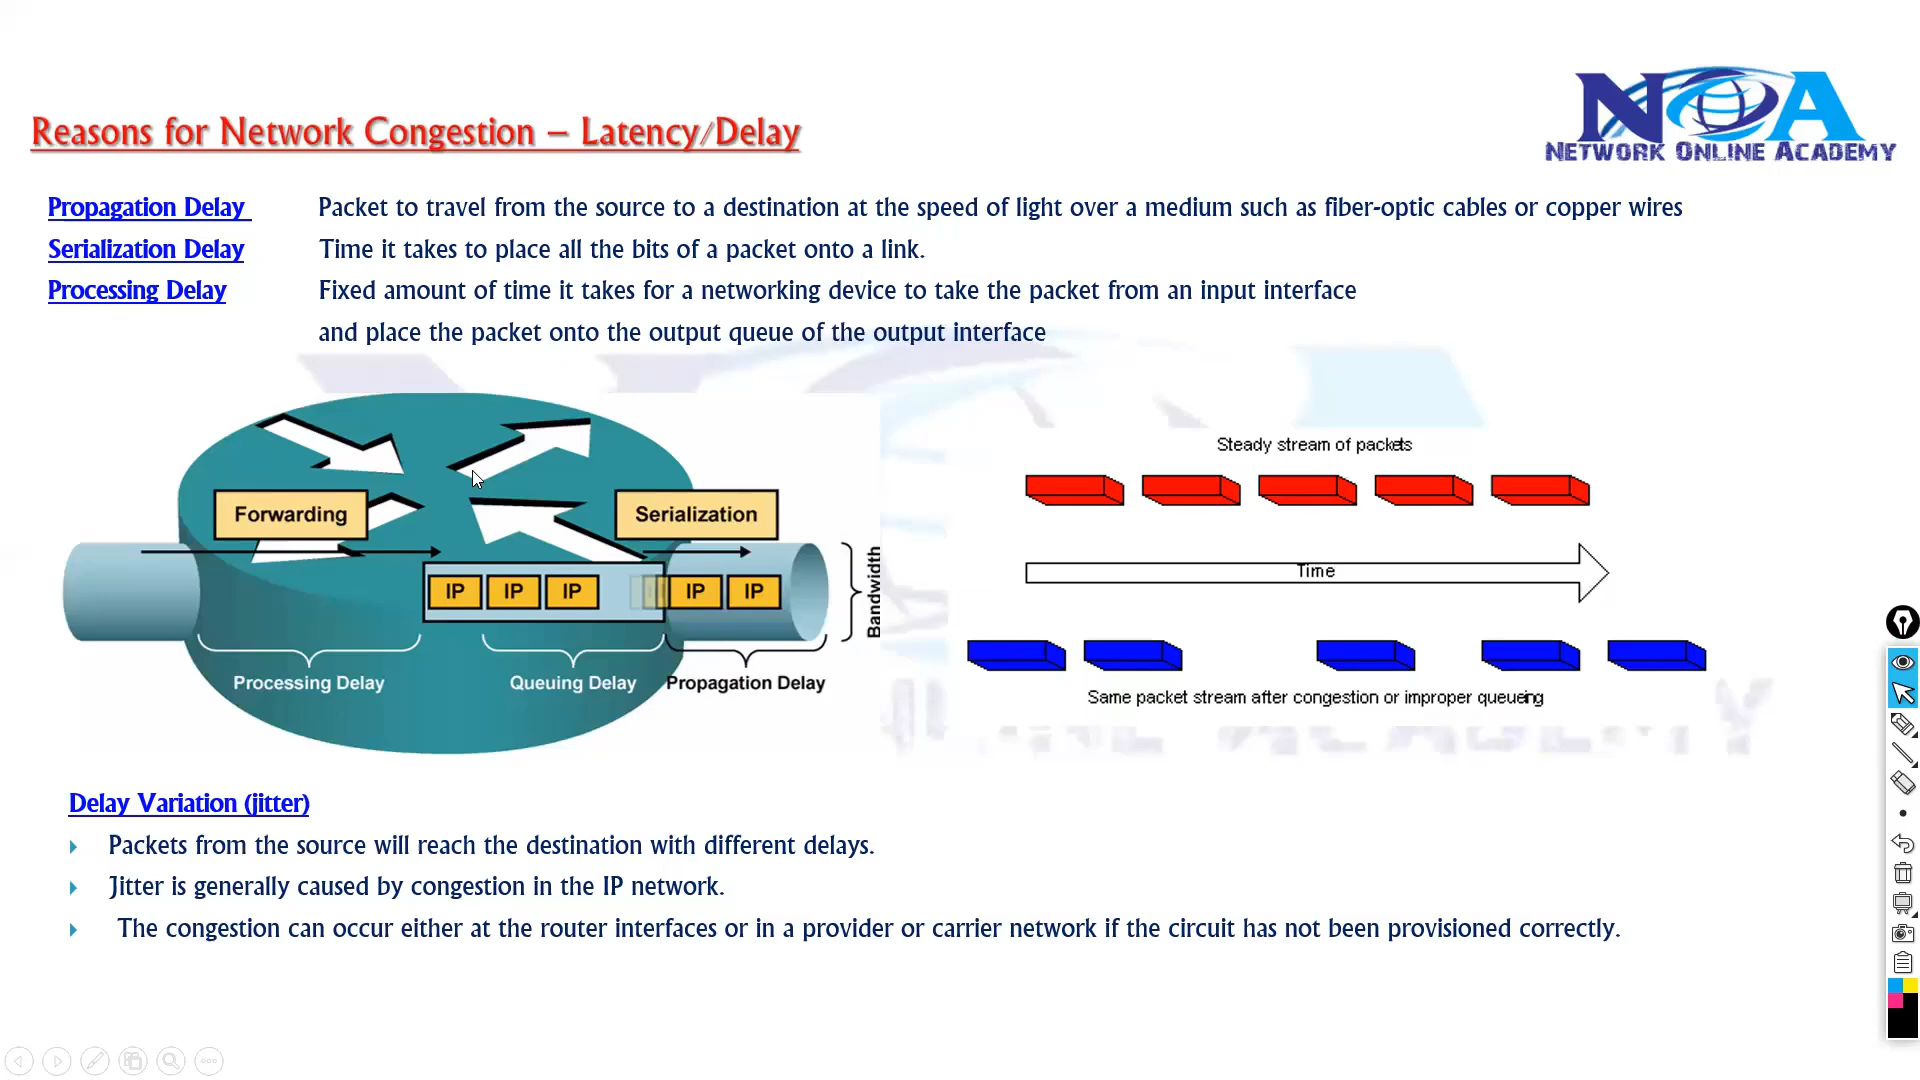 NOA
NETWORK ONLINE ACADEMY
Reasons for Network Congestion – Latency/Delay
Propagation Delay Packet to travel from the source to a destination at the speed of light over a medium such as fiber-optic cables or copper wires
Serialization Delay Time it takes to place all the bits of a packet onto a link.
Processing Delay Fixed amount of time it takes for a networking device to take the packet from an input interface
and place the packet onto the output queue of the output interface
Forwarding
Serialization
IP IP IP IP IP
Bandwidth
Processing Delay
Queuing Delay
Propagation Delay
Steady stream of packets
Time
Same packet stream after congestion or improper queueing
Delay Variation (jitter)
Packets from the source will reach the destination with different delays.
Jitter is generally caused by congestion in the IP network.
The congestion can occur either at the router interfaces or in a provider or carrier network if the circuit has not been provisioned correctly.